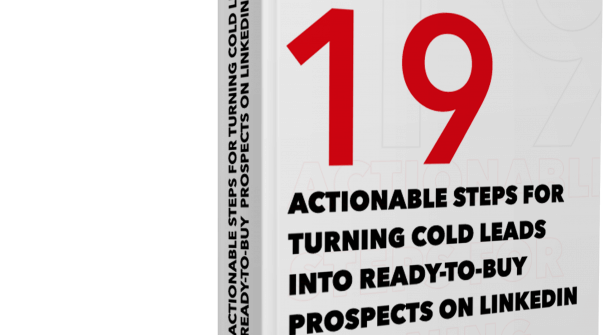 ACTIONABLE STEPS FOR TURNING COLD L
READY-TO-BUY PROSPECTS ON LINKEDIN
19
ACTIONABLE STEPS FOR
TURNING COLD LEADS
INTO READY-TO-BUY
PROSPECTS ON LINKEDIN